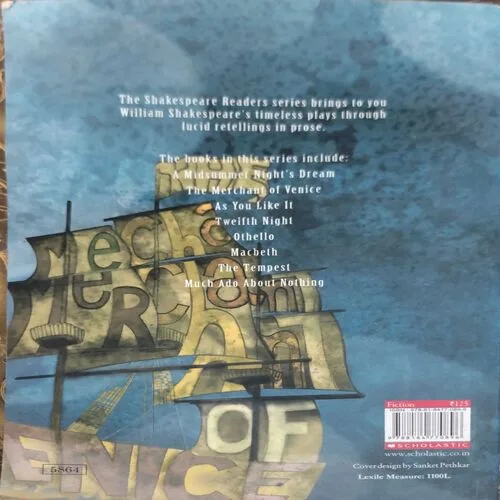 The Shakespeare Readers series brings to you
William Shakespeare's timeless plays through
lucid retellings in prose.
The books in this series include:
A Midsummer Night's Dream
The Merchant of Venice
As You Like It
Twelfth Night
Othello
Macbeth
The Tempest
Much Ado About Nothing
The
Mechan
Merchant
OF
VENICE
Fiction ₹125
SCHOLASTIC
www.scholastic.co.in
Cover design by Sanket Pethkar
Lexile Measure: 1100L
5864